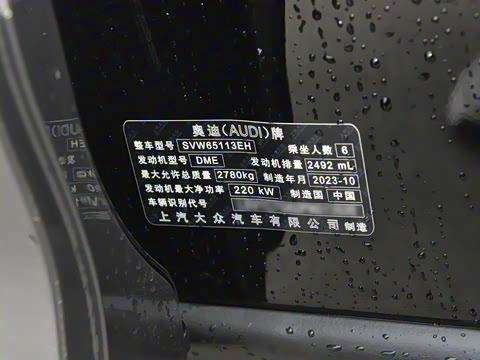 奥迪(AUDI)牌
整车型号 SVW65113EH 乘坐人数 6
发动机型号 DME 发动机排量 2492 mL
最大允许总质量 2780kg 制造年月 2023-10
发动机最大净功率 220 kW 制造国 中国
车辆识别代号
上汽大众汽车有限公司 制造